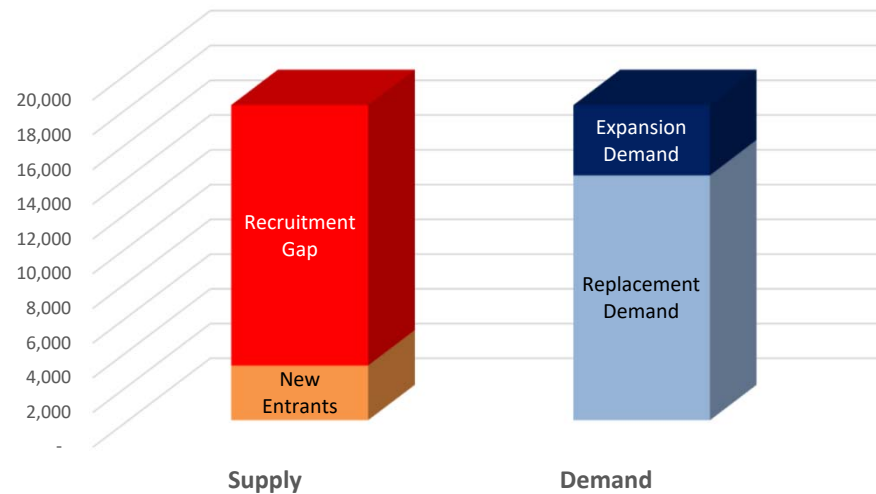 20,000
18,000
16,000
14,000
12,000
10,000
8,000
6,000
4,000
2,000
-
Recruitment
Gap
New
Entrants
Expansion
Demand
Replacement
Demand
Supply
Demand